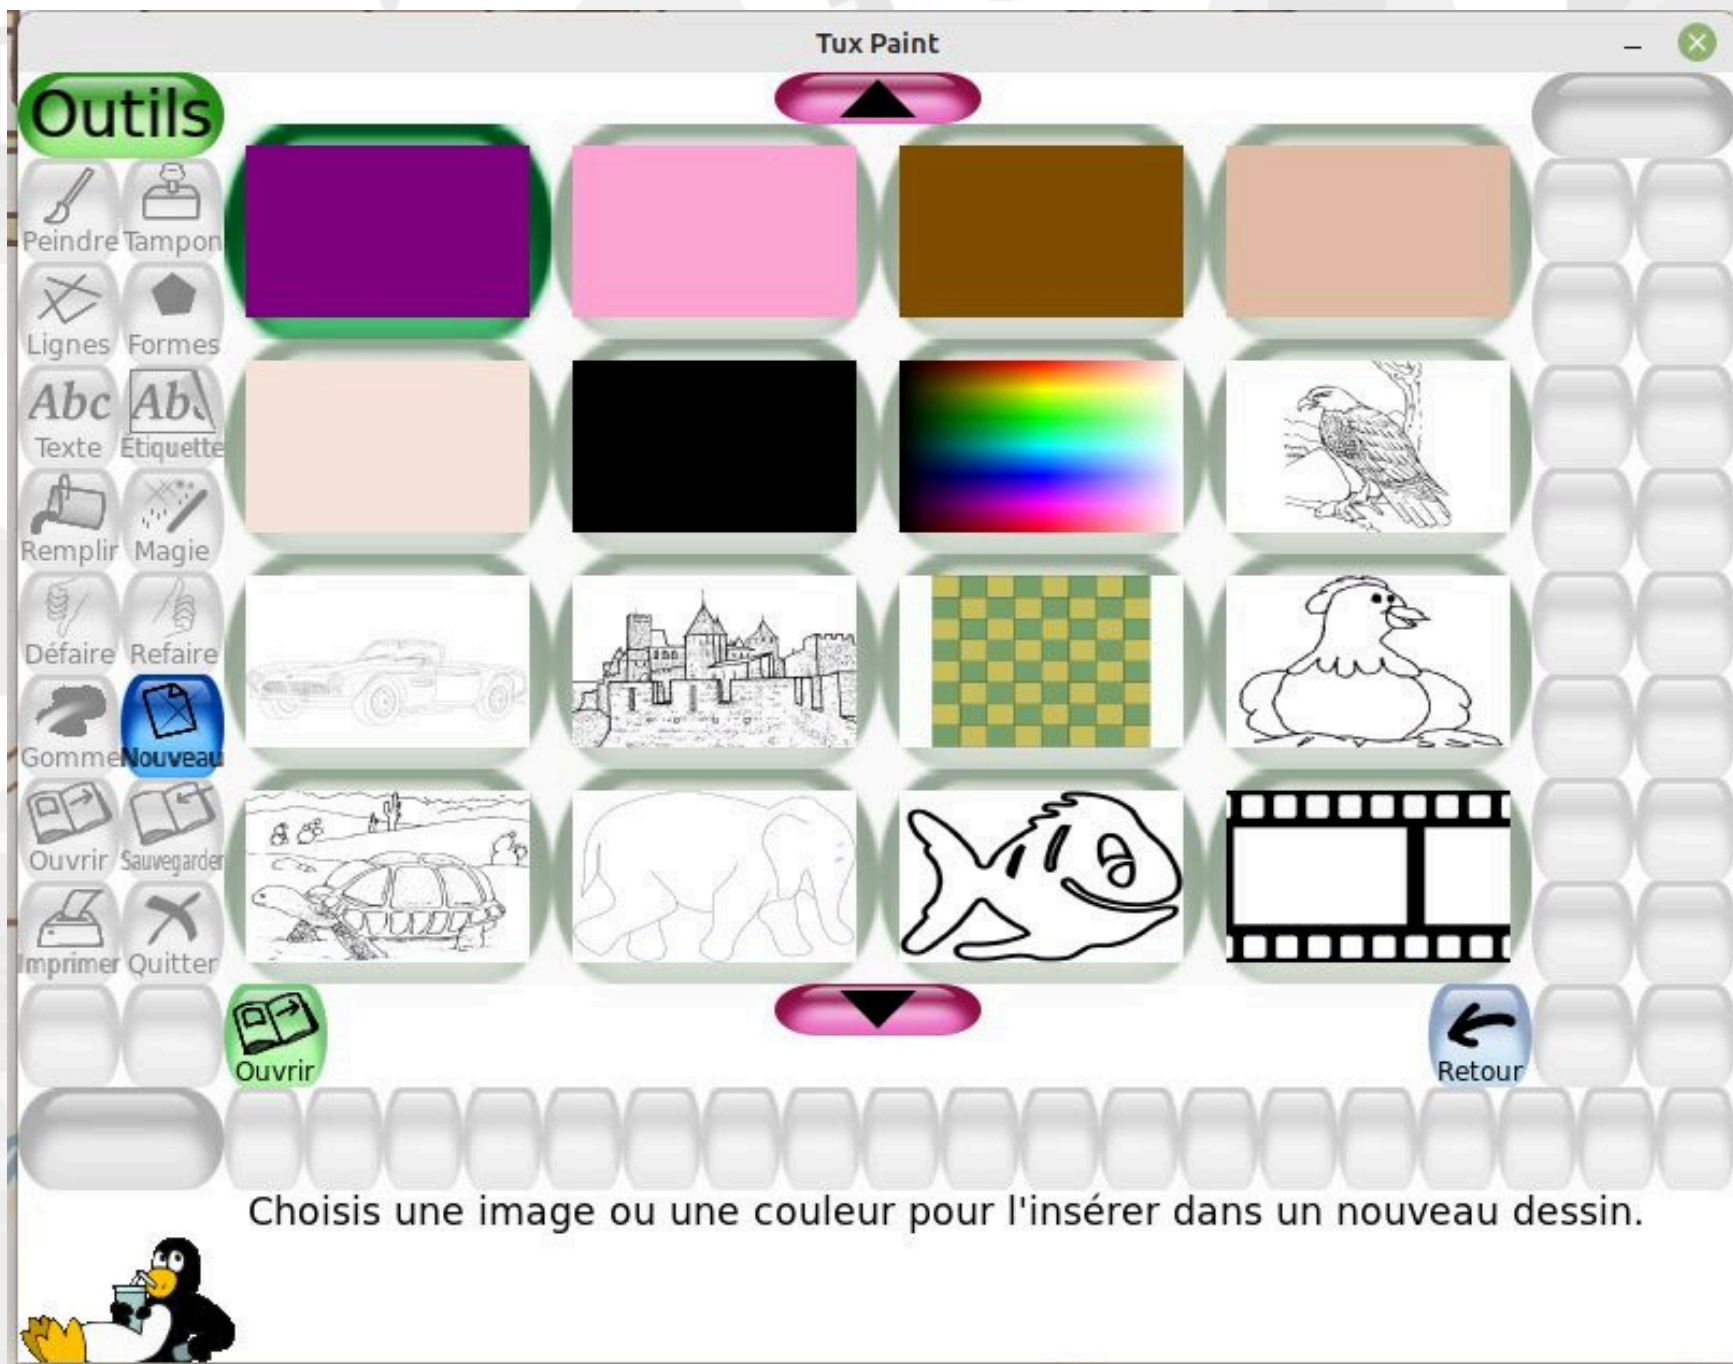 Tux Paint
Outils
Peindre Tampon
Lignes Formes
Abc Abc
Texte Étiquette
Remplir Magie
Défaire Refaire
Gomme Nouveau
Ouvrir Sauvegarder
Imprimer Quitter
Ouvrir
Retour
Choisis une image ou une couleur pour l'insérer dans un nouveau dessin.